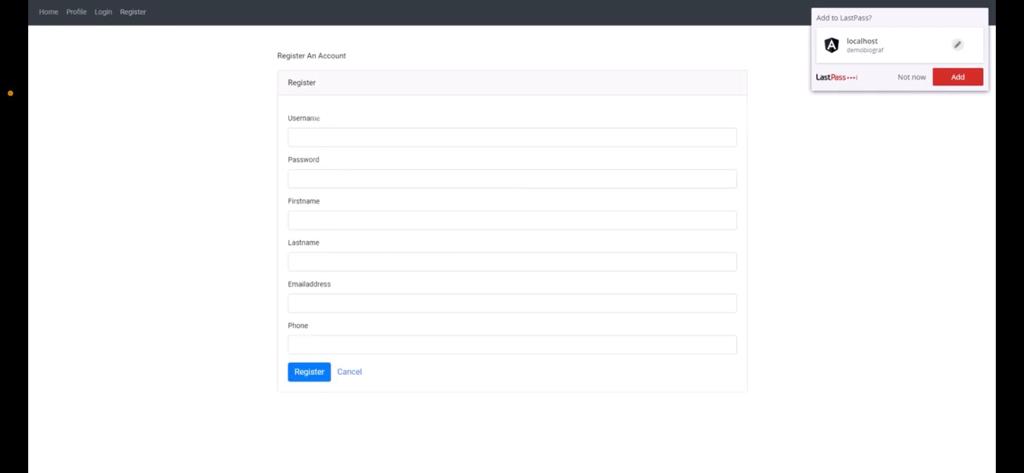 Home Profile Login Register
Add to LastPass?
localhost
demobiograf
LastPass Not now Add
Register An Account
Register
Username
Password
Firstname
Lastname
Emailaddress
Phone
Register Cancel